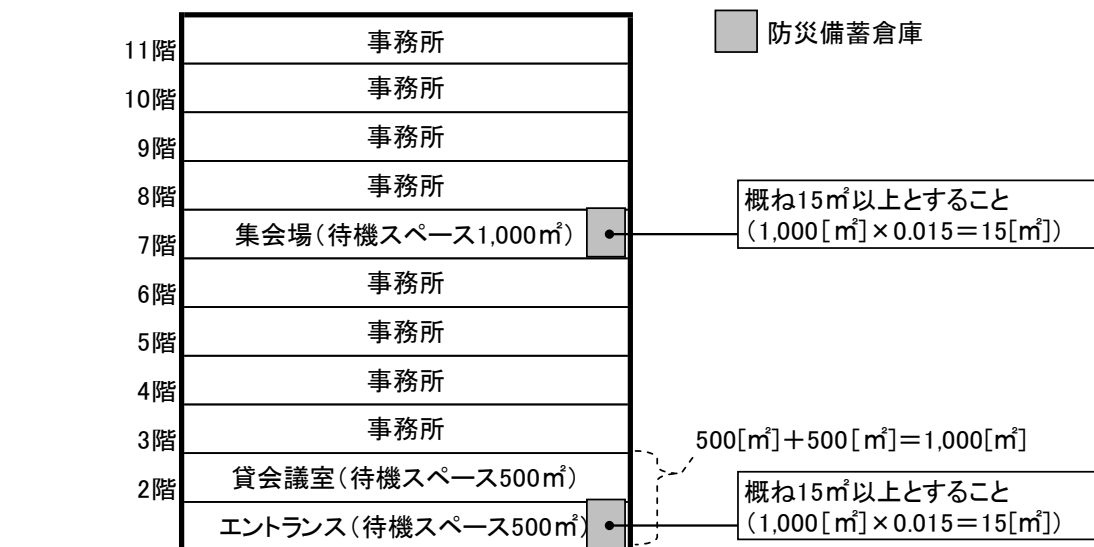 防災備蓄倉庫
11階
事務所
10階
事務所
9階
事務所
8階
事務所
7階
集会場(待機スペース1,000㎡)
概ね15㎡以上とすること
(1,000[㎡]×0.015=15[㎡])
6階
事務所
5階
事務所
4階
事務所
3階
事務所
500[㎡]+500[㎡]=1,000[㎡]
2階
貸会議室(待機スペース500㎡)
エントランス(待機スペース500㎡)
概ね15㎡以上とすること
(1,000[㎡]×0.015=15[㎡])